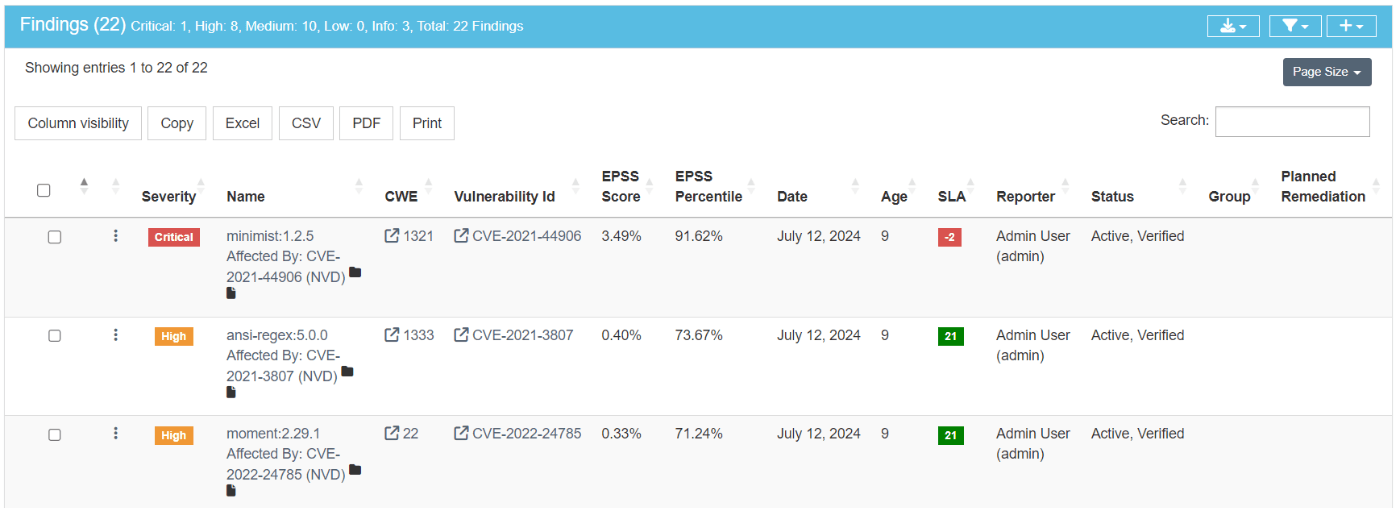 Findings (22) Critical: 1, High: 8, Medium: 10, Low: 0, Info: 3, Total: 22 Findings
Showing entries 1 to 22 of 22
Page Size
Column visibility Copy Excel CSV PDF Print Search:
Severity Name CWE Vulnerability Id EPSS Score EPSS Percentile Date Age SLA Reporter Status Group Planned Remediation
Critical minimist:1.2.5 1321 CVE-2021-44906 3.49% 91.62% July 12, 2024 9 -2 Admin User Active, Verified
Affected By: CVE- (admin)
2021-44906 (NVD)
High ansi-regex:5.0.0 1333 CVE-2021-3807 0.40% 73.67% July 12, 2024 9 21 Admin User Active, Verified
Affected By: CVE- (admin)
2021-3807 (NVD)
High moment:2.29.1 22 CVE-2022-24785 0.33% 71.24% July 12, 2024 9 21 Admin User Active, Verified
Affected By: CVE- (admin)
2022-24785 (NVD)